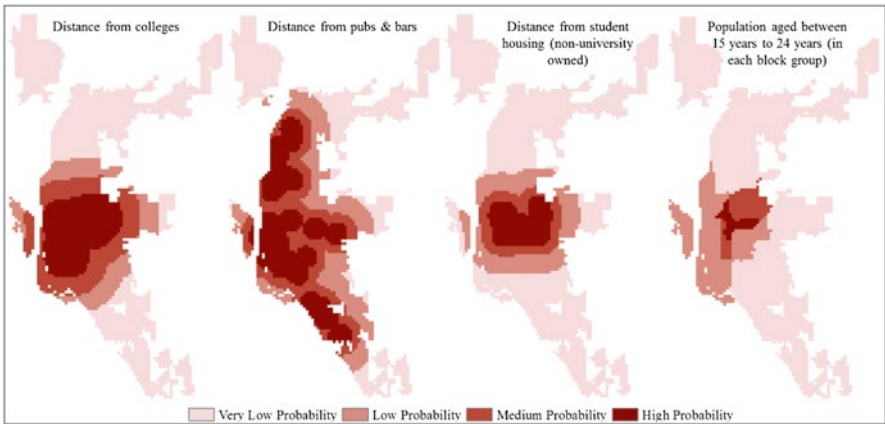 Distance from colleges
Distance from pubs & bars
Distance from student
housing (non-university
owned)
Population aged between
15 years to 24 years (in
each block group)
Very Low Probability
Low Probability
Medium Probability
High Probability